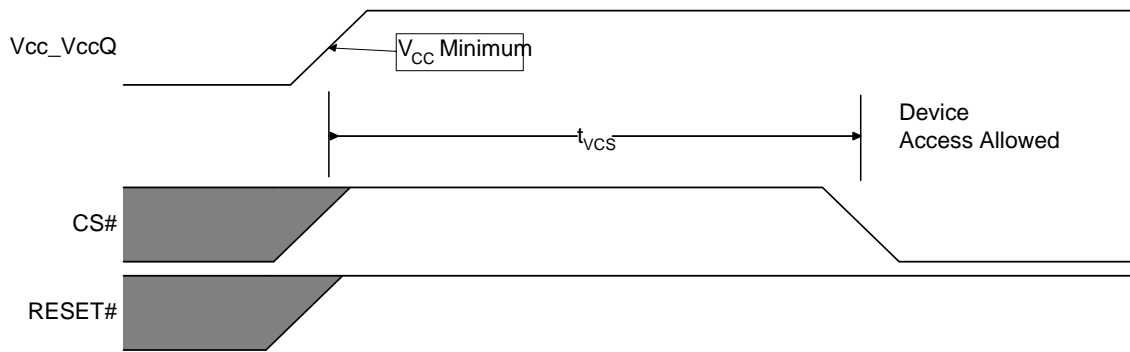 Vcc_VccQ
VCC Minimum
tVCS
Device
Access Allowed
CS#
RESET#